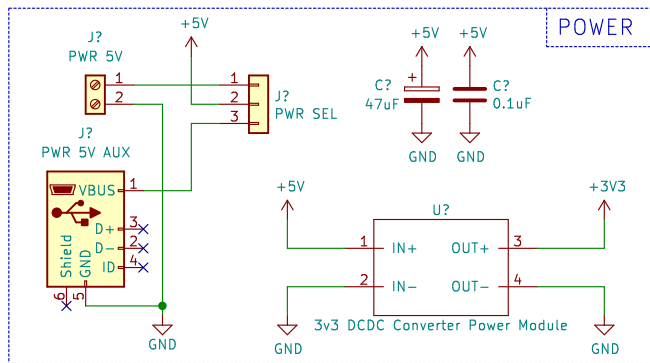 POWER
J?
PWR 5V
1
2
+5V
1
2
3
J?
PWR SEL
+5V
+5V
+
C?
47uF
C?
0.1uF
GND
GND
J?
PWR 5V AUX
VBUS
1
D+
3
D-
2
ID
4
Shield
GND
6
5
GND
+5V
+3V3
U?
1
IN+
OUT+
3
2
IN-
OUT-
4
3v3 DCDC Converter Power Module
GND
GND